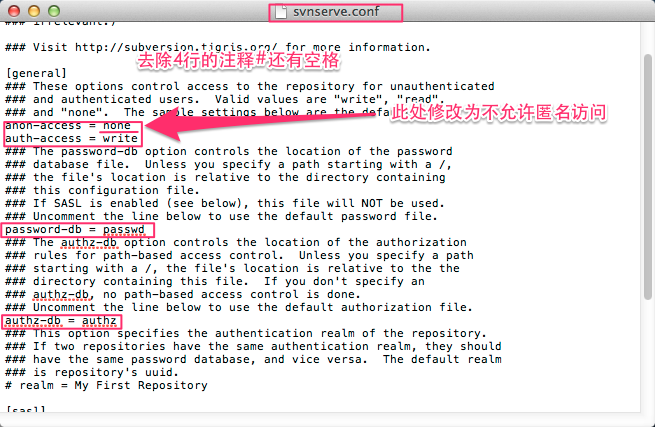 svnserve.conf
### irrelevant.)
### Visit http://subversion.tigris.org/ for more information.
去除4行的注释#还有空格
[general]
### These options control access to the repository for unauthenticated
### and authenticated users.  Valid values are "write", "read",
### and "none".  The sample settings below are the defa
此处修改为不允许匿名访问
anon-access = none
auth-access = write
### The password-db option controls the location of the password
### database file.  Unless you specify a path starting with a /,
### the file's location is relative to the directory containing
### this configuration file.
### If SASL is enabled (see below), this file will NOT be used.
### Uncomment the line below to use the default password file.
password-db = passwd
### The authz-db option controls the location of the authorization
### rules for path-based access control.  Unless you specify a path
### starting with a /, the file's location is relative to the the
### directory containing this file.  If you don't specify an
### authz-db, no path-based access control is done.
### Uncomment the line below to use the default authorization file.
authz-db = authz
### This option specifies the authentication realm of the repository.
### If two repositories have the same authentication realm, they should
### have the same password database, and vice versa.  The default realm
### is repository's uuid.
# realm = My First Repository
[sasl]